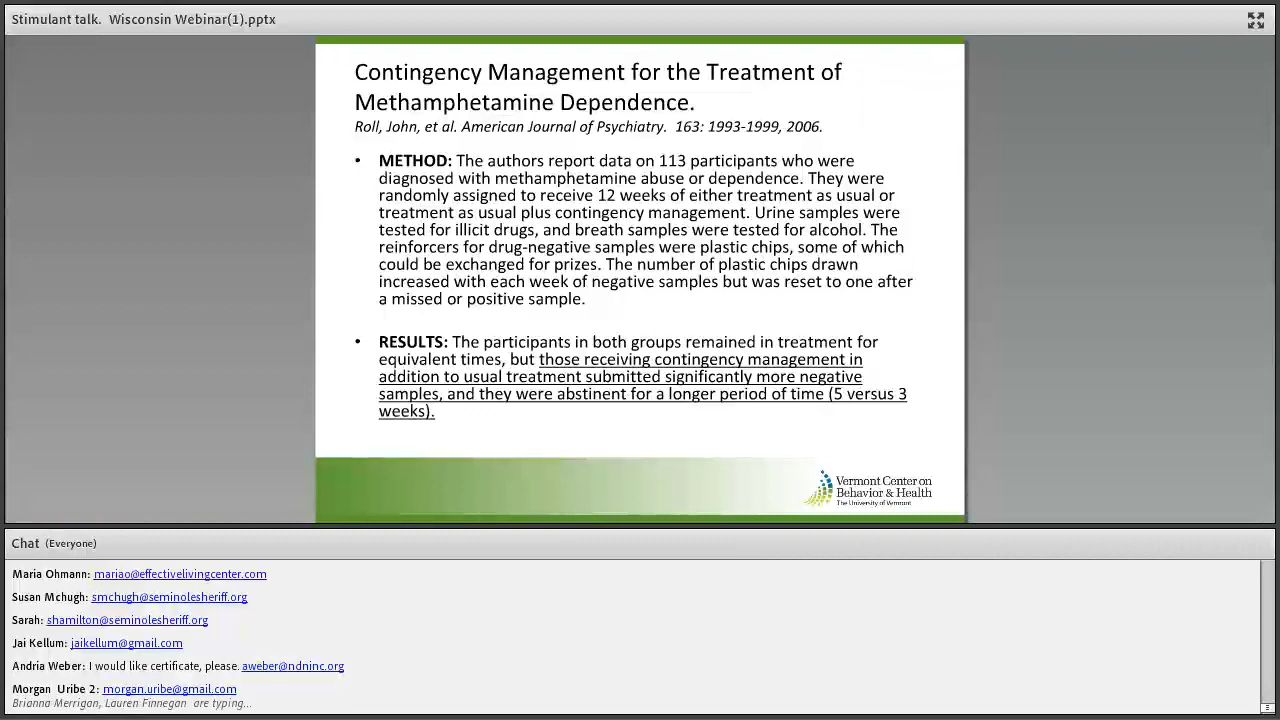 Stimulant talk.  Wisconsin Webinar(1).pptx
Contingency Management for the Treatment of
Methamphetamine Dependence.
Roll, John, et al. American Journal of Psychiatry.  163: 1993-1999, 2006.
• METHOD: The authors report data on 113 participants who were
diagnosed with methamphetamine abuse or dependence. They were
randomly assigned to receive 12 weeks of either treatment as usual or
treatment as usual plus contingency management. Urine samples were
tested for illicit drugs, and breath samples were tested for alcohol. The
reinforcers for drug-negative samples were plastic chips, some of which
could be exchanged for prizes. The number of plastic chips drawn
increased with each week of negative samples but was reset to one after
a missed or positive sample.
• RESULTS: The participants in both groups remained in treatment for
equivalent times, but those receiving contingency management in
addition to usual treatment submitted significantly more negative
samples, and they were abstinent for a longer period of time (5 versus 3
weeks).
Vermont Center on
Behavior & Health
The University of Vermont
Chat (Everyone)
Maria Ohmann: mariao@effectivelivingcenter.com
Susan Mchugh: smchugh@seminolesheriff.org
Sarah: shamilton@seminolesheriff.org
Jai Kellum: jaikellum@gmail.com
Andria Weber: I would like certificate, please. aweber@ndninc.org
Morgan  Uribe 2: morgan.uribe@gmail.com
Brianna Merrigan, Lauren Finnegan  are typing...